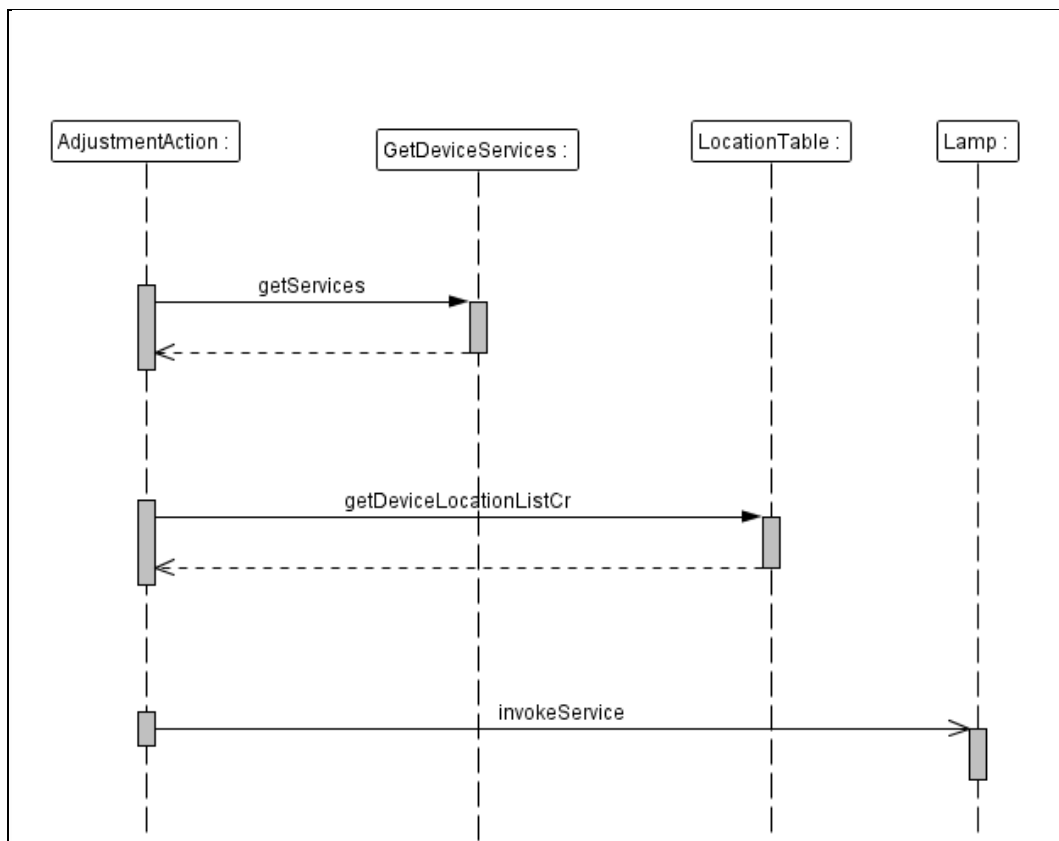 AdjustmentAction :
GetDeviceServices :
LocationTable :
Lamp :
getServices
getDeviceLocationListCr
invokeService